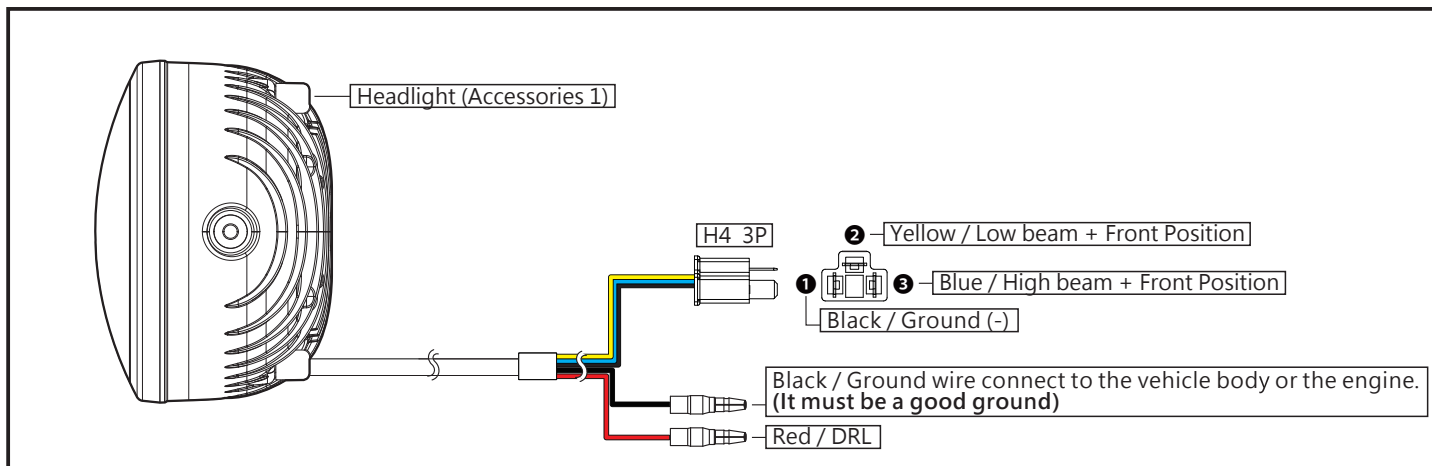 Headlight (Accessories 1)
H4 3P
❷
Yellow / Low beam + Front Position
❶
❸
Blue / High beam + Front Position
Black / Ground (-)
Black / Ground wire connect to the vehicle body or the engine.
(It must be a good ground)
Red / DRL